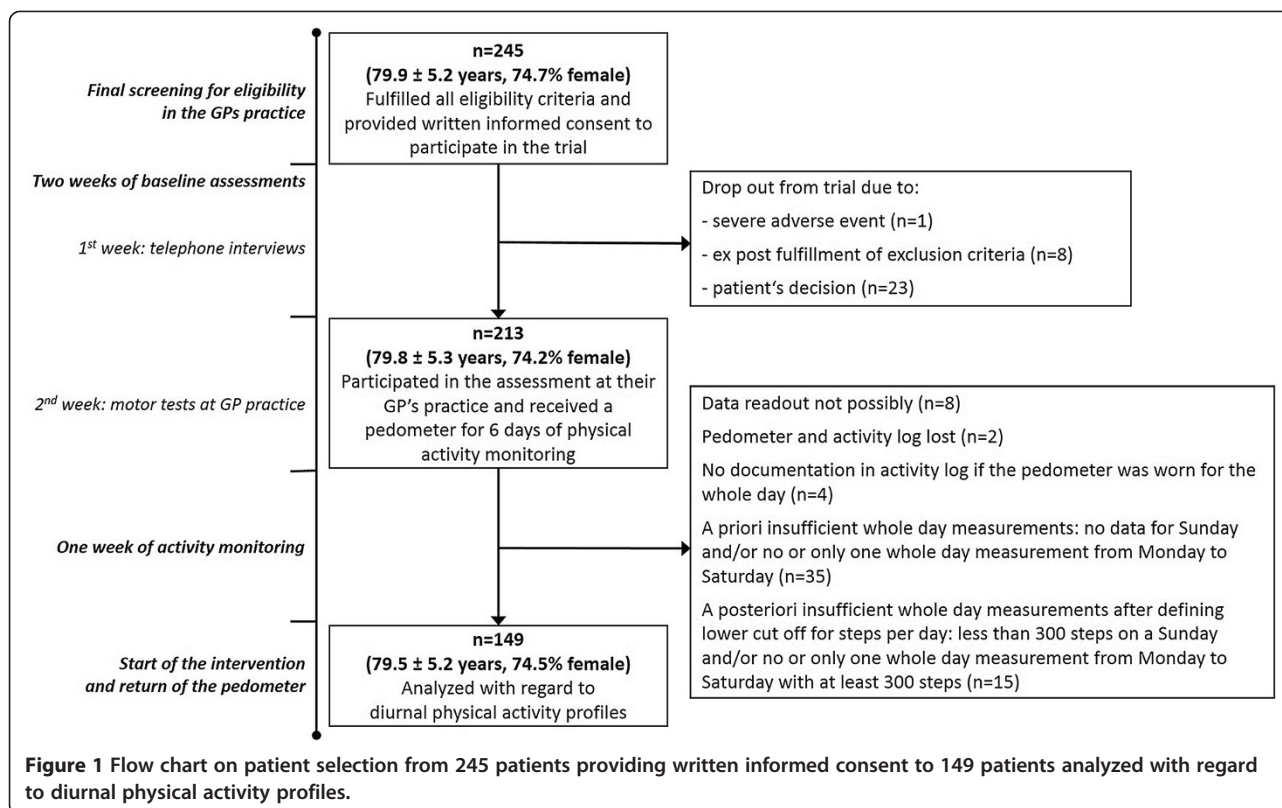 n=245
(79.9 ± 5.2 years, 74.7% female)
Fulfilled all eligibility criteria and
provided written informed consent to
participate in the trial
Final screening for eligibility
in the GPs practice
Two weeks of baseline assessments
1st week: telephone interviews
Drop out from trial due to:
- severe adverse event (n=1)
- ex post fulfillment of exclusion criteria (n=8)
- patient‘s decision (n=23)
n=213
(79.8 ± 5.3 years, 74.2% female)
Participated in the assessment at their
GP’s practice and received a
pedometer for 6 days of physical
activity monitoring
2nd week: motor tests at GP practice
Data readout not possibly (n=8)
Pedometer and activity log lost (n=2)
No documentation in activity log if the pedometer was worn for the
whole day (n=4)
A priori insufficient whole day measurements: no data for Sunday
and/or no or only one whole day measurement from Monday to
Saturday (n=35)
A posteriori insufficient whole day measurements after defining
lower cut off for steps per day: less than 300 steps on a Sunday
and/or no or only one whole day measurement from Monday to
Saturday with at least 300 steps (n=15)
One week of activity monitoring
n=149
(79.5 ± 5.2 years, 74.5% female)
Analyzed with regard to
diurnal physical activity profiles
Start of the intervention
and return of the pedometer
Figure 1 Flow chart on patient selection from 245 patients providing written informed consent to 149 patients analyzed with regard
to diurnal physical activity profiles.